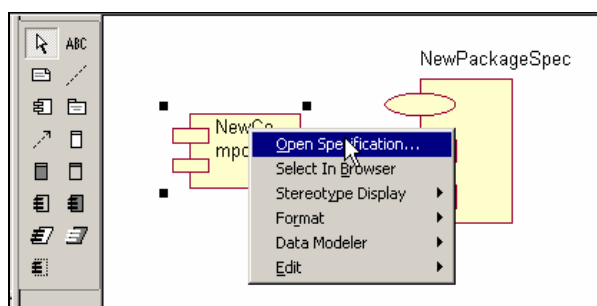 ABC
NewPackageSpec
NewCo
mpo
Open Specification...
Select In Browser
Stereotype Display
Format
Data Modeler
Edit